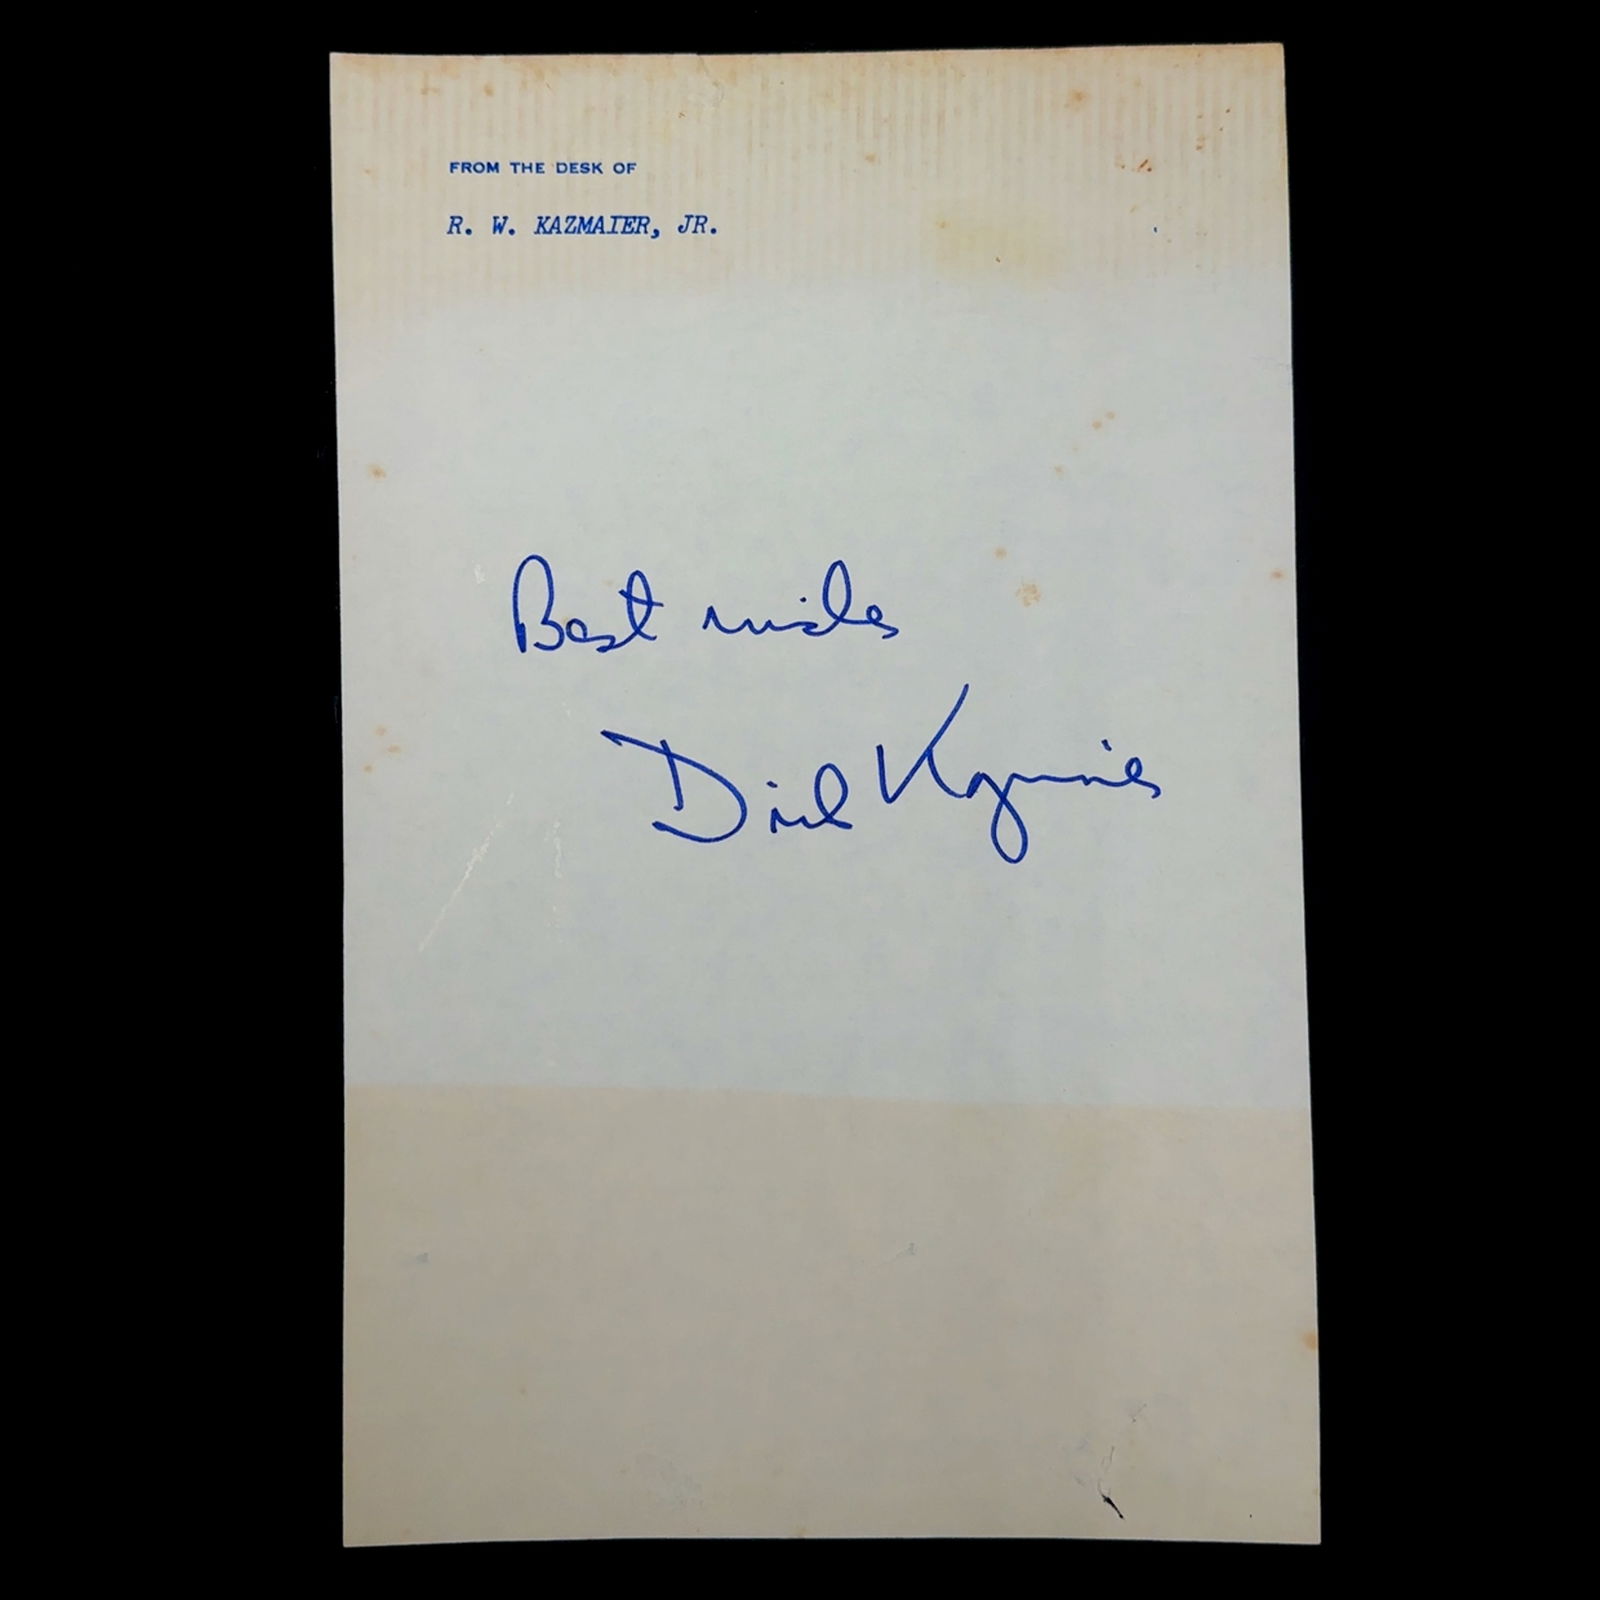 FROM THE DESK OF
R. W. KAZMAIER, JR.
Best wishes
Dick Kazmaier